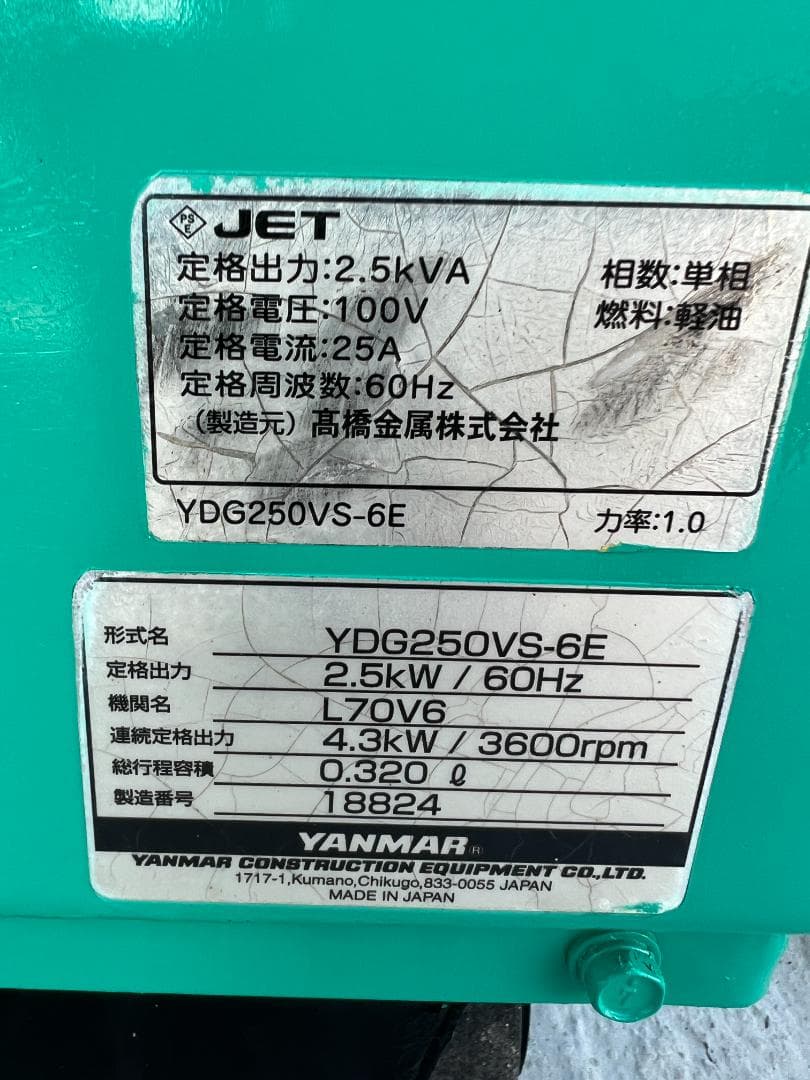 PS E JET
定格出力:2.5kVA 相数:単相
定格電圧:100V 燃料:軽油
定格電流:25A
定格周波数:60Hz
(製造元) 髙橋金属株式会社
YDG250VS-6E 力率:1.0
形式名 YDG250VS-6E
定格出力 2.5kW / 60Hz
機関名 L70V6
連続定格出力 4.3kW / 3600rpm
総行程容積 0.320 ℓ
製造番号 18824
YANMAR®
YANMAR CONSTRUCTION EQUIPMENT CO.,LTD.
1717-1,Kumano,Chikugo,833-0055 JAPAN
MADE IN JAPAN